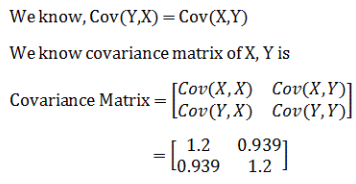 We know, Cov(Y,X) = Cov(X,Y)
We know covariance matrix of X, Y is
Covariance Matrix = [Cov(X,X) Cov(X,Y)
Cov(Y,X) Cov(Y,Y)]
= [1.2 0.939
0.939 1.2]